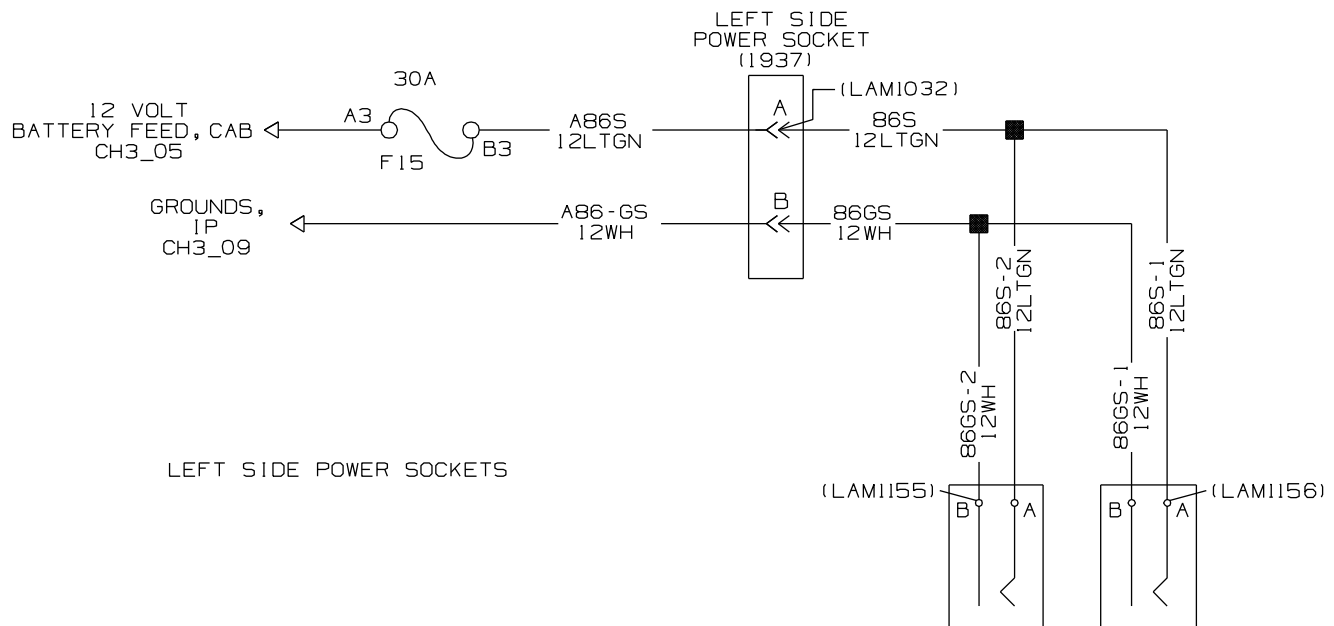 LEFT SIDE
POWER SOCKET
(1937)
30A
(LAM1032)
12 VOLT
BATTERY FEED, CAB
CH3_05
A3
F15
B3
A86S
12LTGN
A
86S
12LTGN
GROUNDS,
IP
CH3_09
A86-GS
12WH
B
86GS
12WH
86S-2
12LTGN
86S-1
12LTGN
86GS-2
12WH
86GS-1
12WH
LEFT SIDE POWER SOCKETS
(LAM1155)
B
A
B
A
(LAM1156)